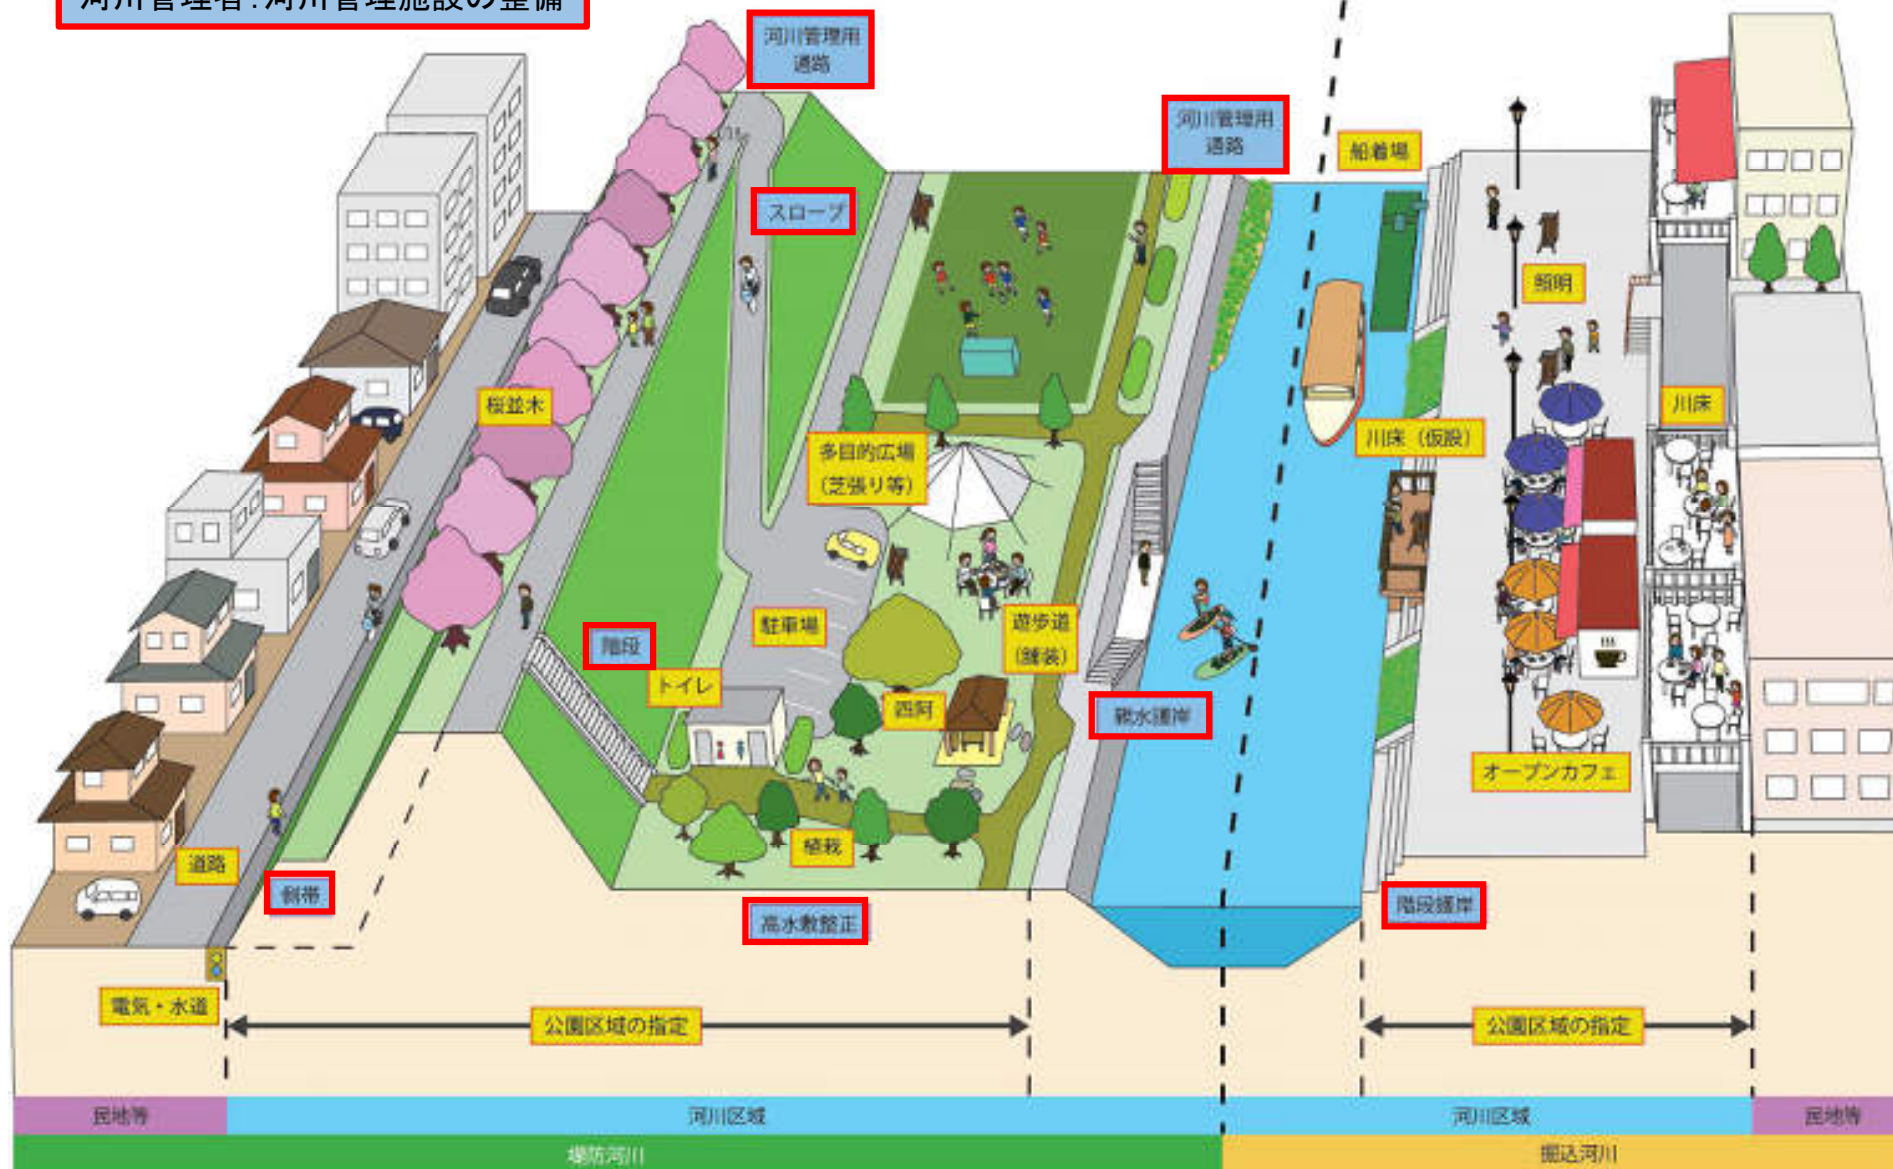 河川管理者：河川管理施設の整備
河川管理用
通路
河川管理用
通路
船着場
スロープ
照明
桜並木
川床
多目的広場
（芝張り等）
川床（仮設）
階段
駐車場
遊歩道
（舗装）
トイレ
四阿
親水護岸
オープンカフェ
植栽
道路
側帯
高水敷整正
階段護岸
電気・水道
公園区域の指定
公園区域の指定
民地等
河川区域
河川区域
民地等
堤防河川
掘込河川